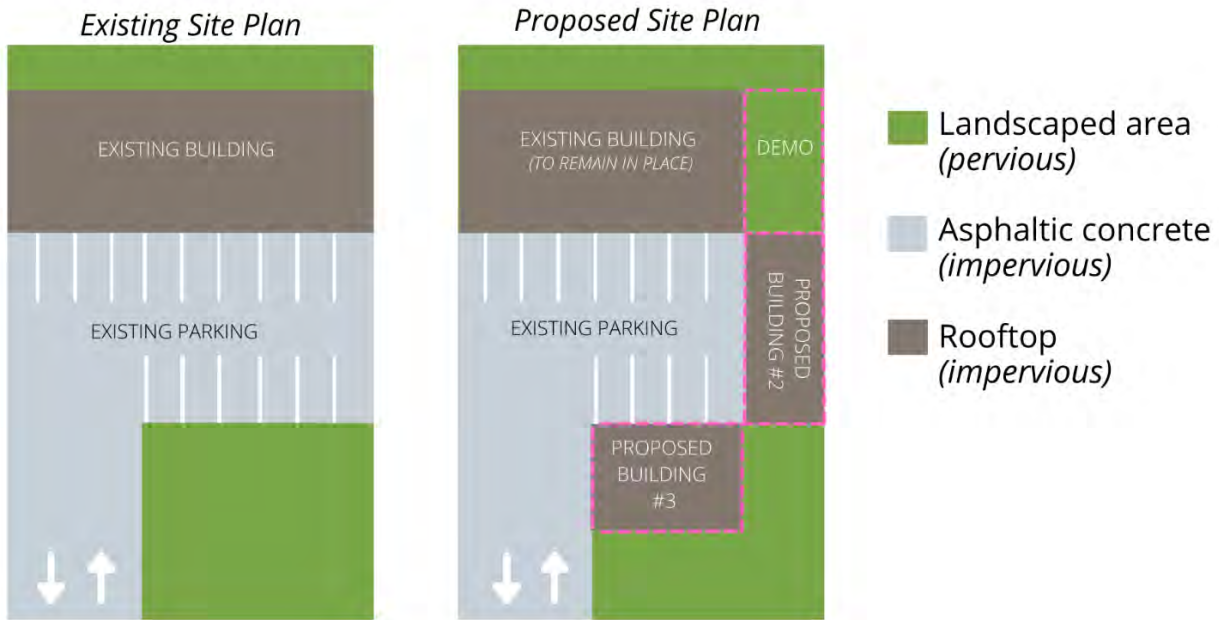 Existing Site Plan
Proposed Site Plan
EXISTING BUILDING
EXISTING PARKING
EXISTING BUILDING
(TO REMAIN IN PLACE)
DEMO
EXISTING PARKING
PROPOSED
BUILDING #2
PROPOSED
BUILDING
#3
Landscaped area
(pervious)
Asphaltic concrete
(impervious)
Rooftop
(impervious)